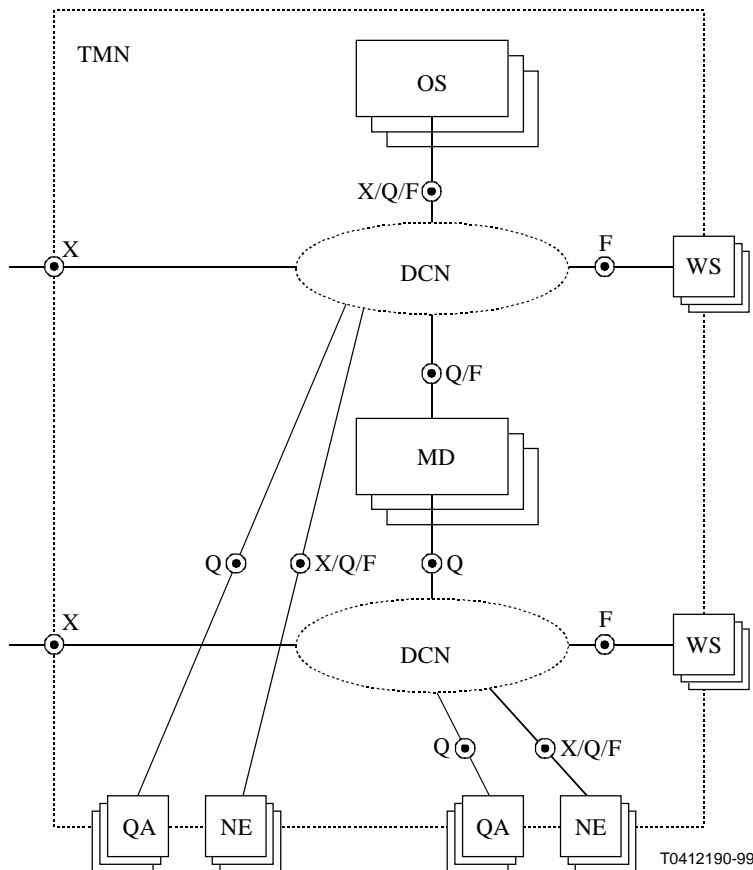 TMN
OS
X/Q/F
X
F
DCN
WS
Q/F
MD
Q
X/Q/F
Q
X
F
DCN
WS
Q
X/Q/F
QA
NE
QA
NE
T0412190-99